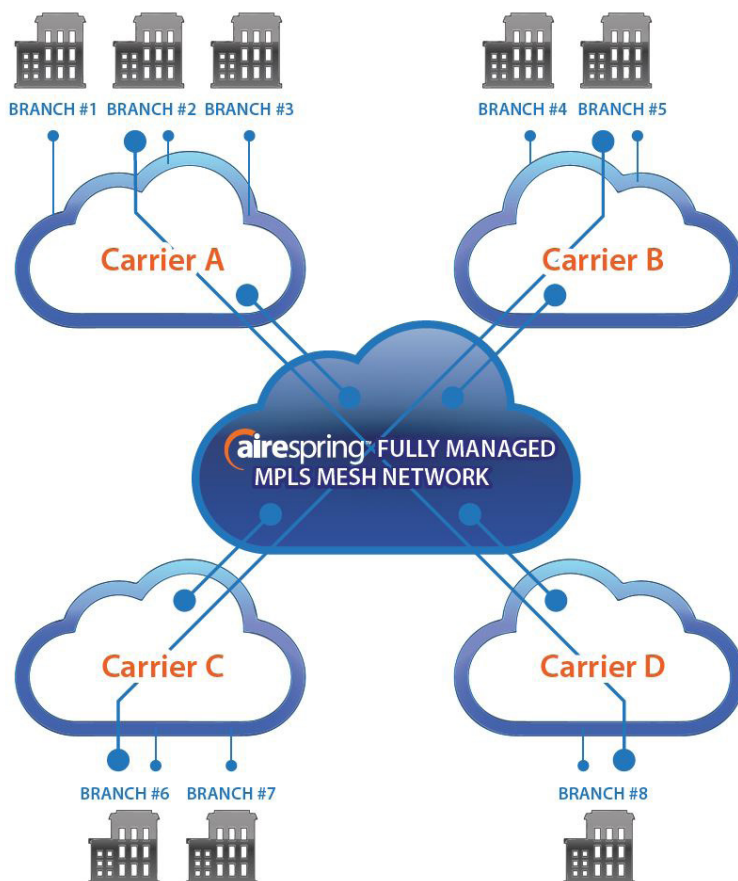 BRANCH #1 BRANCH #2 BRANCH #3
BRANCH #4 BRANCH #5
Carrier A
Carrier B
airespring™ FULLY MANAGED
MPLS MESH NETWORK
Carrier C
Carrier D
BRANCH #6 BRANCH #7
BRANCH #8